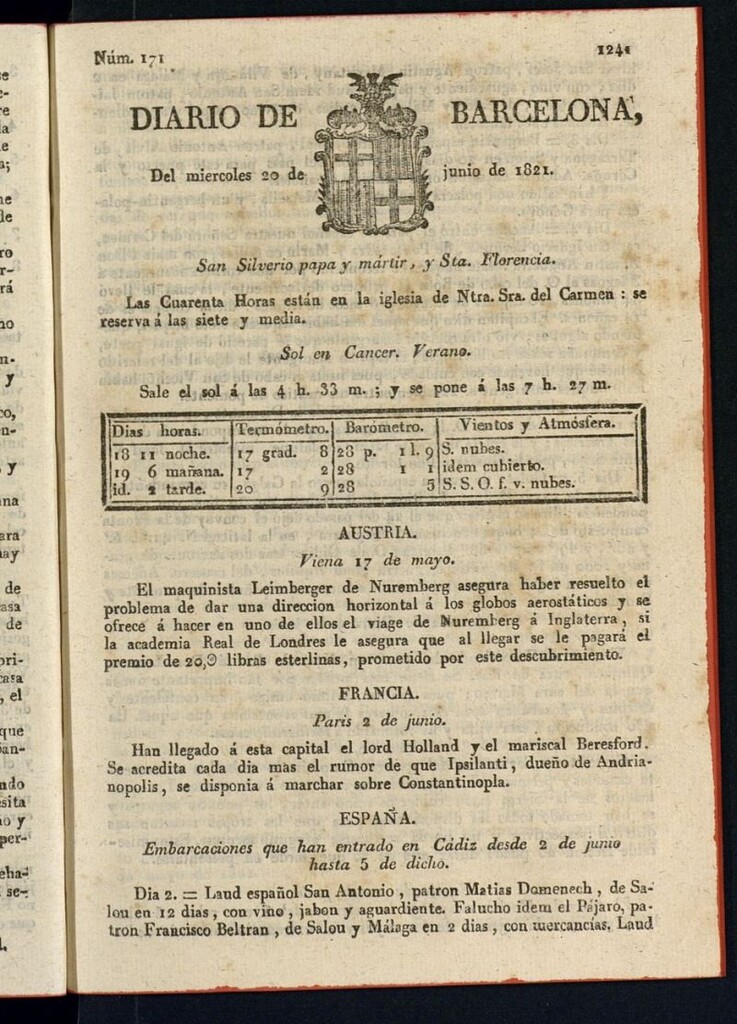 Núm. 171
1241
DIARIO DE BARCELONA,
Del miercoles 20 de junio de 1821.
San Silverio papa y mártir, y Sta. Florencia.
Las Cuarenta Horas están en la iglesia de Ntra. Sra. del Carmen : se
reserva á las siete y media.
Sol en Cancer. Verano.
Sale el sol á las 4 h. 33 m. ; y se pone á las 7 h. 27 m.
Dias horas. Termómetro. Barómetro. Vientos y Atmósfera.
18 11 noche. 17 grad. 8 28 p. 1 l. 9 S. nubes.
19 6 mañana. 17 2 28 1 1 idem cubierto.
id. 2 tarde. 20 9 28 5 S. S. O. f. v. nubes.
AUSTRIA.
Viena 17 de mayo.
El maquinista Leimberger de Nuremberg asegura haber resuelto el
problema de dar una direccion horizontal á los globos aerostáticos y se
ofrece á hacer en uno de ellos el viage de Nuremberg á Inglaterra, si
la academia Real de Londres le asegura que al llegar se le pagará el
premio de libras esterlinas, prometido por este descubrimiento.
FRANCIA.
Paris 2 de junio.
Han llegado á esta capital el lord Holland y el mariscal Beresford.
Se acredita cada dia mas el rumor de que Ipsilanti, dueño de Andria-
nopolis, se disponia á marchar sobre Constantinopla.
ESPAÑA.
Embarcaciones que han entrado en Cádiz desde 2 de junio
hasta 5 de dicho.
Dia 2. = Laud español San Antonio, patron Matias Domenech, de Sa-
lou en 12 dias, con vino, jabon y aguardiente. Falucho idem el Pájaro, pa-
tron Francisco Beltran, de Salou y Málaga en 2 dias, con mercancías. Laud